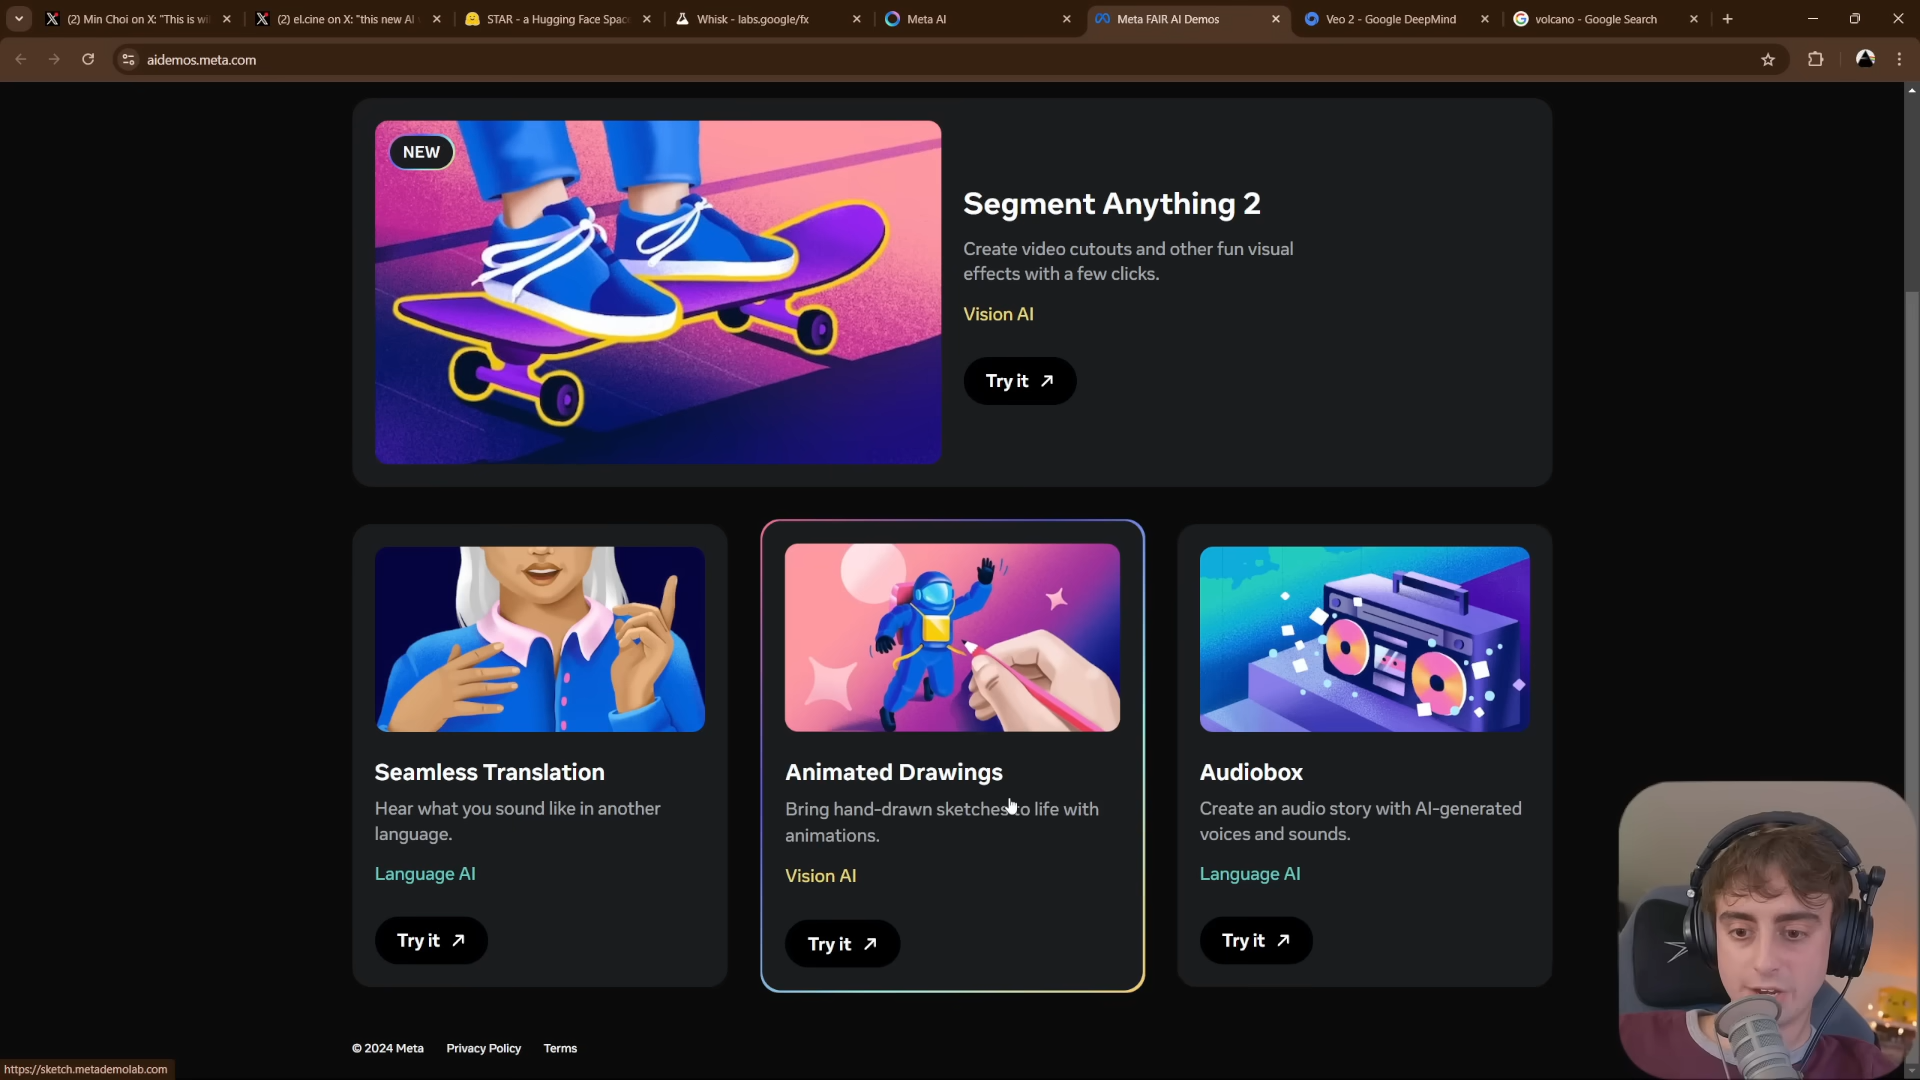 (2) Min Choi on X: "This is wil
(2) el.cine on X: "this new AI
STAR - a Hugging Face Space
Whisk - labs.google/fx
Meta AI
Meta FAIR AI Demos
Veo 2 - Google DeepMind
volcano - Google Search
aidemos.meta.com
NEW
Segment Anything 2
Create video cutouts and other fun visual
effects with a few clicks.
Vision AI
Try it
Seamless Translation
Hear what you sound like in another
language.
Language AI
Try it
Animated Drawings
Bring hand-drawn sketches to life with
animations.
Vision AI
Try it
Audiobox
Create an audio story with AI-generated
voices and sounds.
Language AI
Try it
© 2024 Meta Privacy Policy Terms
https://sketch.metademolab.com